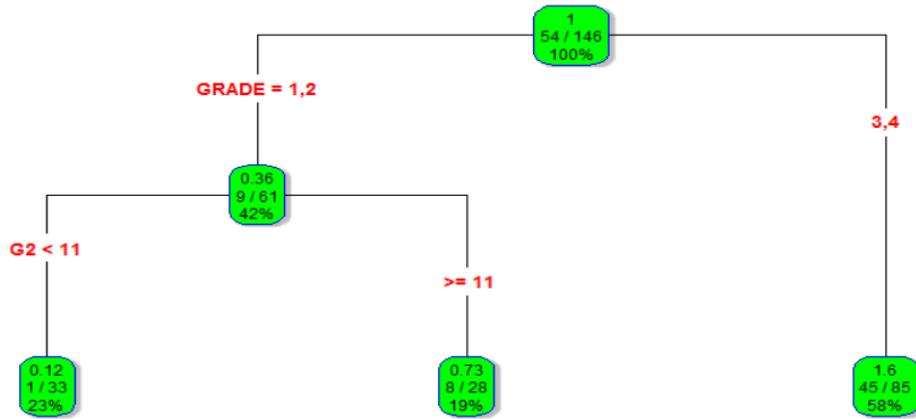 1
54 / 146
100%
GRADE = 1,2
3,4
0.36
9 / 61
42%
G2 < 11
>= 11
0.12
1 / 33
23%
0.73
8 / 28
19%
1.6
45 / 85
58%